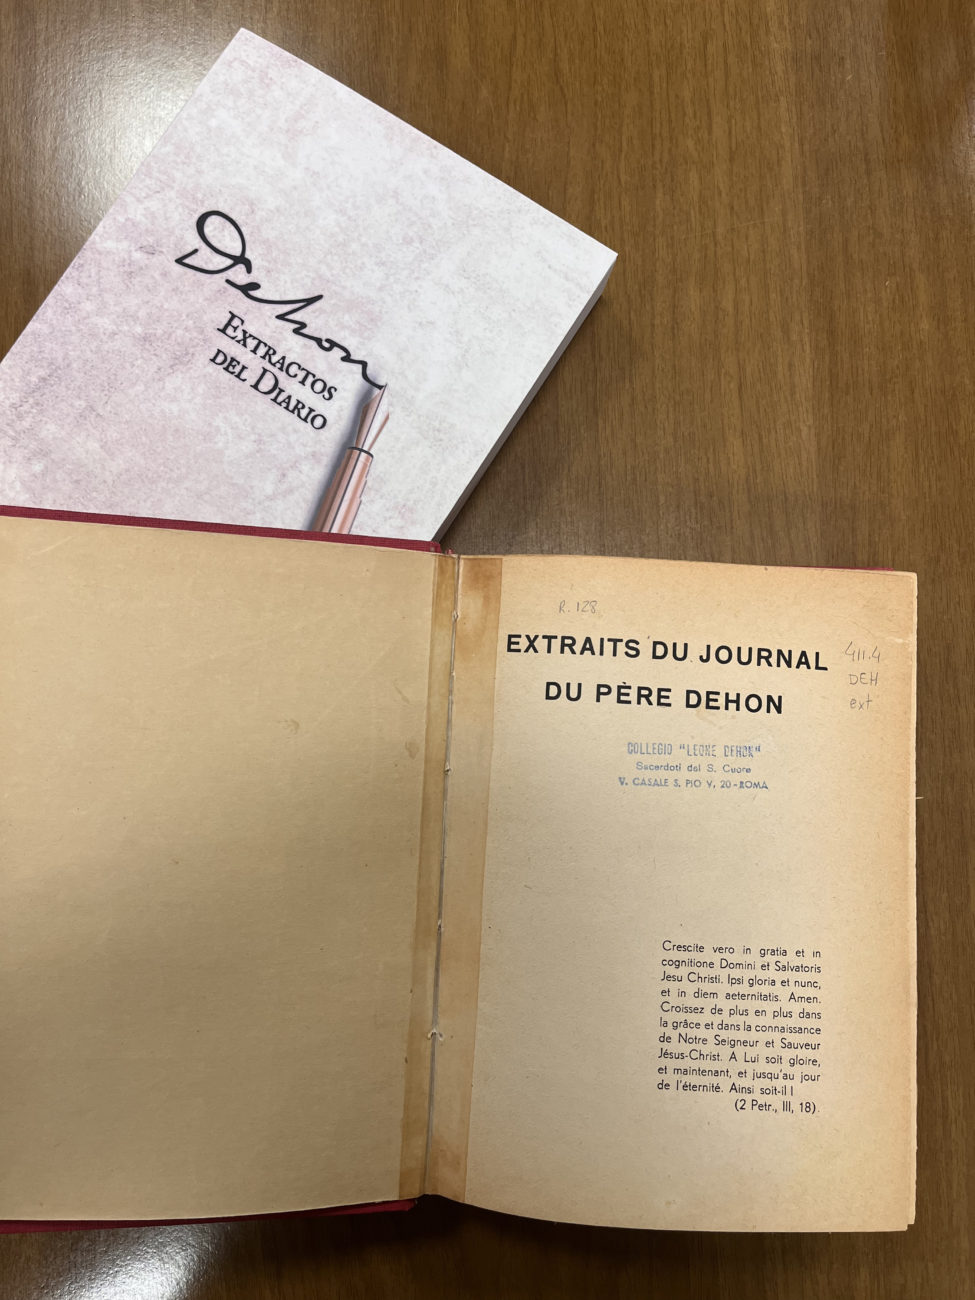 Dehon
EXTRACTOS
DEL DIARIO
R. 128
EXTRAITS DU JOURNAL
DU PÈRE DEHON
411.4
DEH
ext
COLLEGIO "LEONE DEHON"
Sacerdoti del S. Cuore
V. CASALE S. PIO V, 20-ROMA
Crescite vero in gratia et in
cognitione Domini et Salvatoris
Jesu Christi. Ipsi gloria et nunc,
et in diem aeternitatis. Amen.
Croissez de plus en plus dans
la grâce et dans la connaissance
de Notre Seigneur et Sauveur
Jésus-Christ. A Lui soit gloire,
et maintenant, et jusqu'au jour
de l'éternité. Ainsi soit-il !
(2 Petr., III, 18).